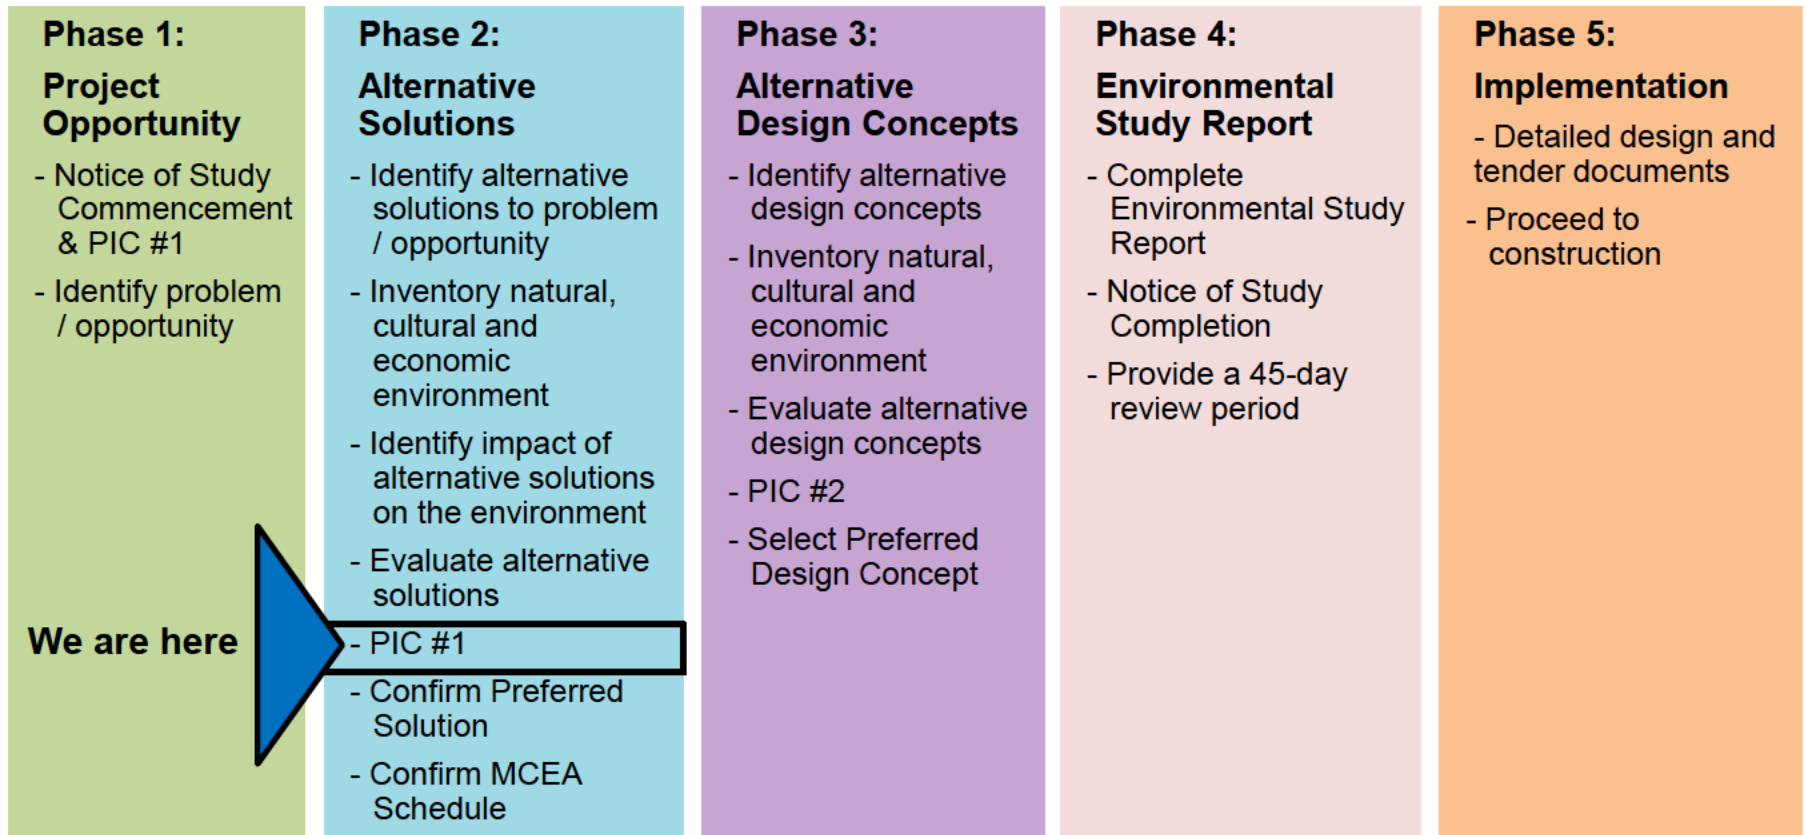 Phase 1:
Project
Opportunity
- Notice of Study
Commencement
& PIC #1
- Identify problem
/ opportunity
We are here
Phase 2:
Alternative
Solutions
- Identify alternative
solutions to problem
/ opportunity
- Inventory natural,
cultural and
economic
environment
- Identify impact of
alternative solutions
on the environment
- Evaluate alternative
solutions
- PIC #1
- Confirm Preferred
Solution
- Confirm MCEA
Schedule
Phase 3:
Alternative
Design Concepts
- Identify alternative
design concepts
- Inventory natural,
cultural and
economic
environment
- Evaluate alternative
design concepts
- PIC #2
- Select Preferred
Design Concept
Phase 4:
Environmental
Study Report
- Complete
Environmental Study
Report
- Notice of Study
Completion
- Provide a 45-day
review period
Phase 5:
Implementation
- Detailed design and
tender documents
- Proceed to
construction